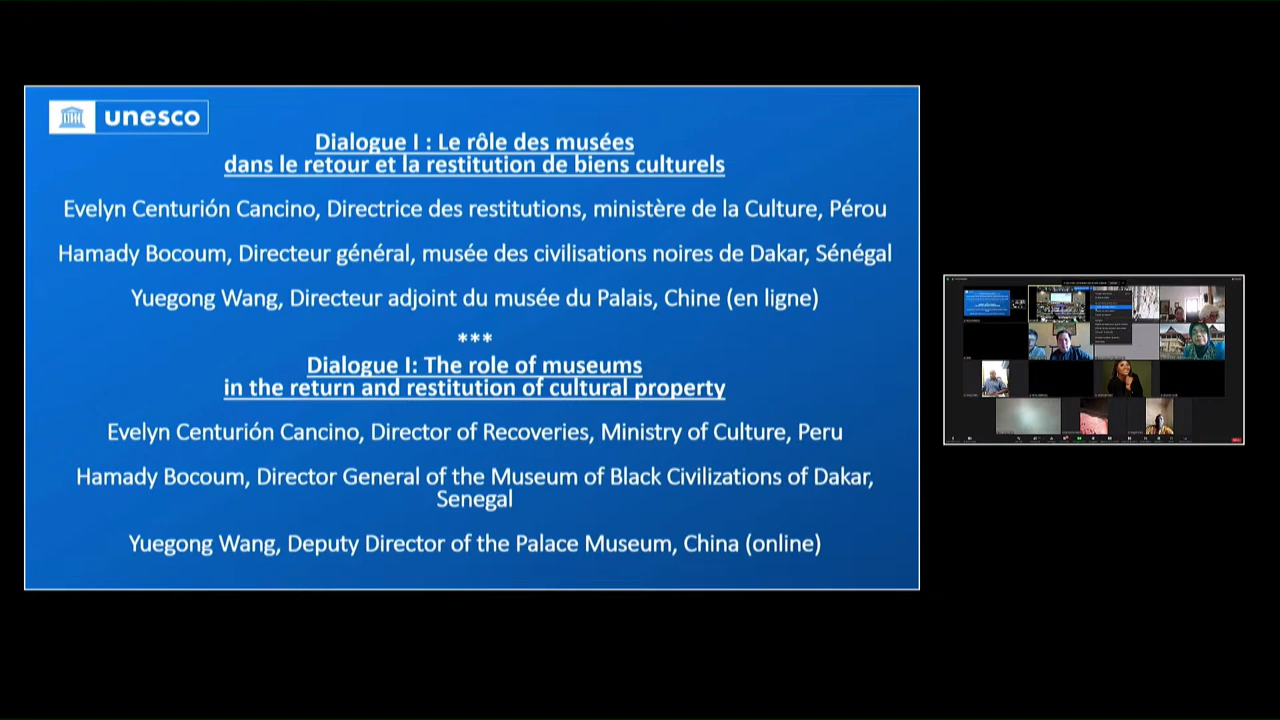 unesco
Dialogue I : Le rôle des musées
dans le retour et la restitution de biens culturels
Evelyn Centurión Cancino, Directrice des restitutions, ministère de la Culture, Pérou
Hamady Bocoum, Directeur général, musée des civilisations noires de Dakar, Sénégal
Yuegong Wang, Directeur adjoint du musée du Palais, Chine (en ligne)
***
Dialogue I: The role of museums
in the return and restitution of cultural property
Evelyn Centurión Cancino, Director of Recoveries, Ministry of Culture, Peru
Hamady Bocoum, Director General of the Museum of Black Civilizations of Dakar,
Senegal
Yuegong Wang, Deputy Director of the Palace Museum, China (online)